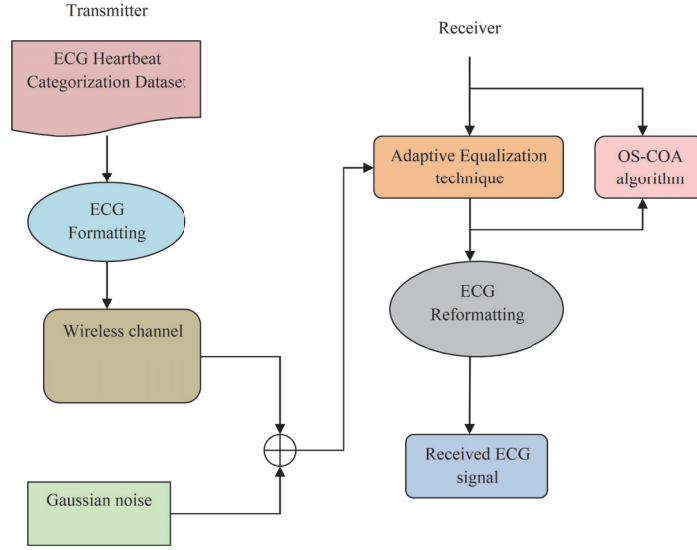 Transmitter
ECG Heartbeat
Categorization Dataset
ECG
Formatting
Wireless channel
Gaussian noise
Receiver
Adaptive Equalization
technique
OS-COA
algorithm
ECG
Reformatting
Received ECG
signal